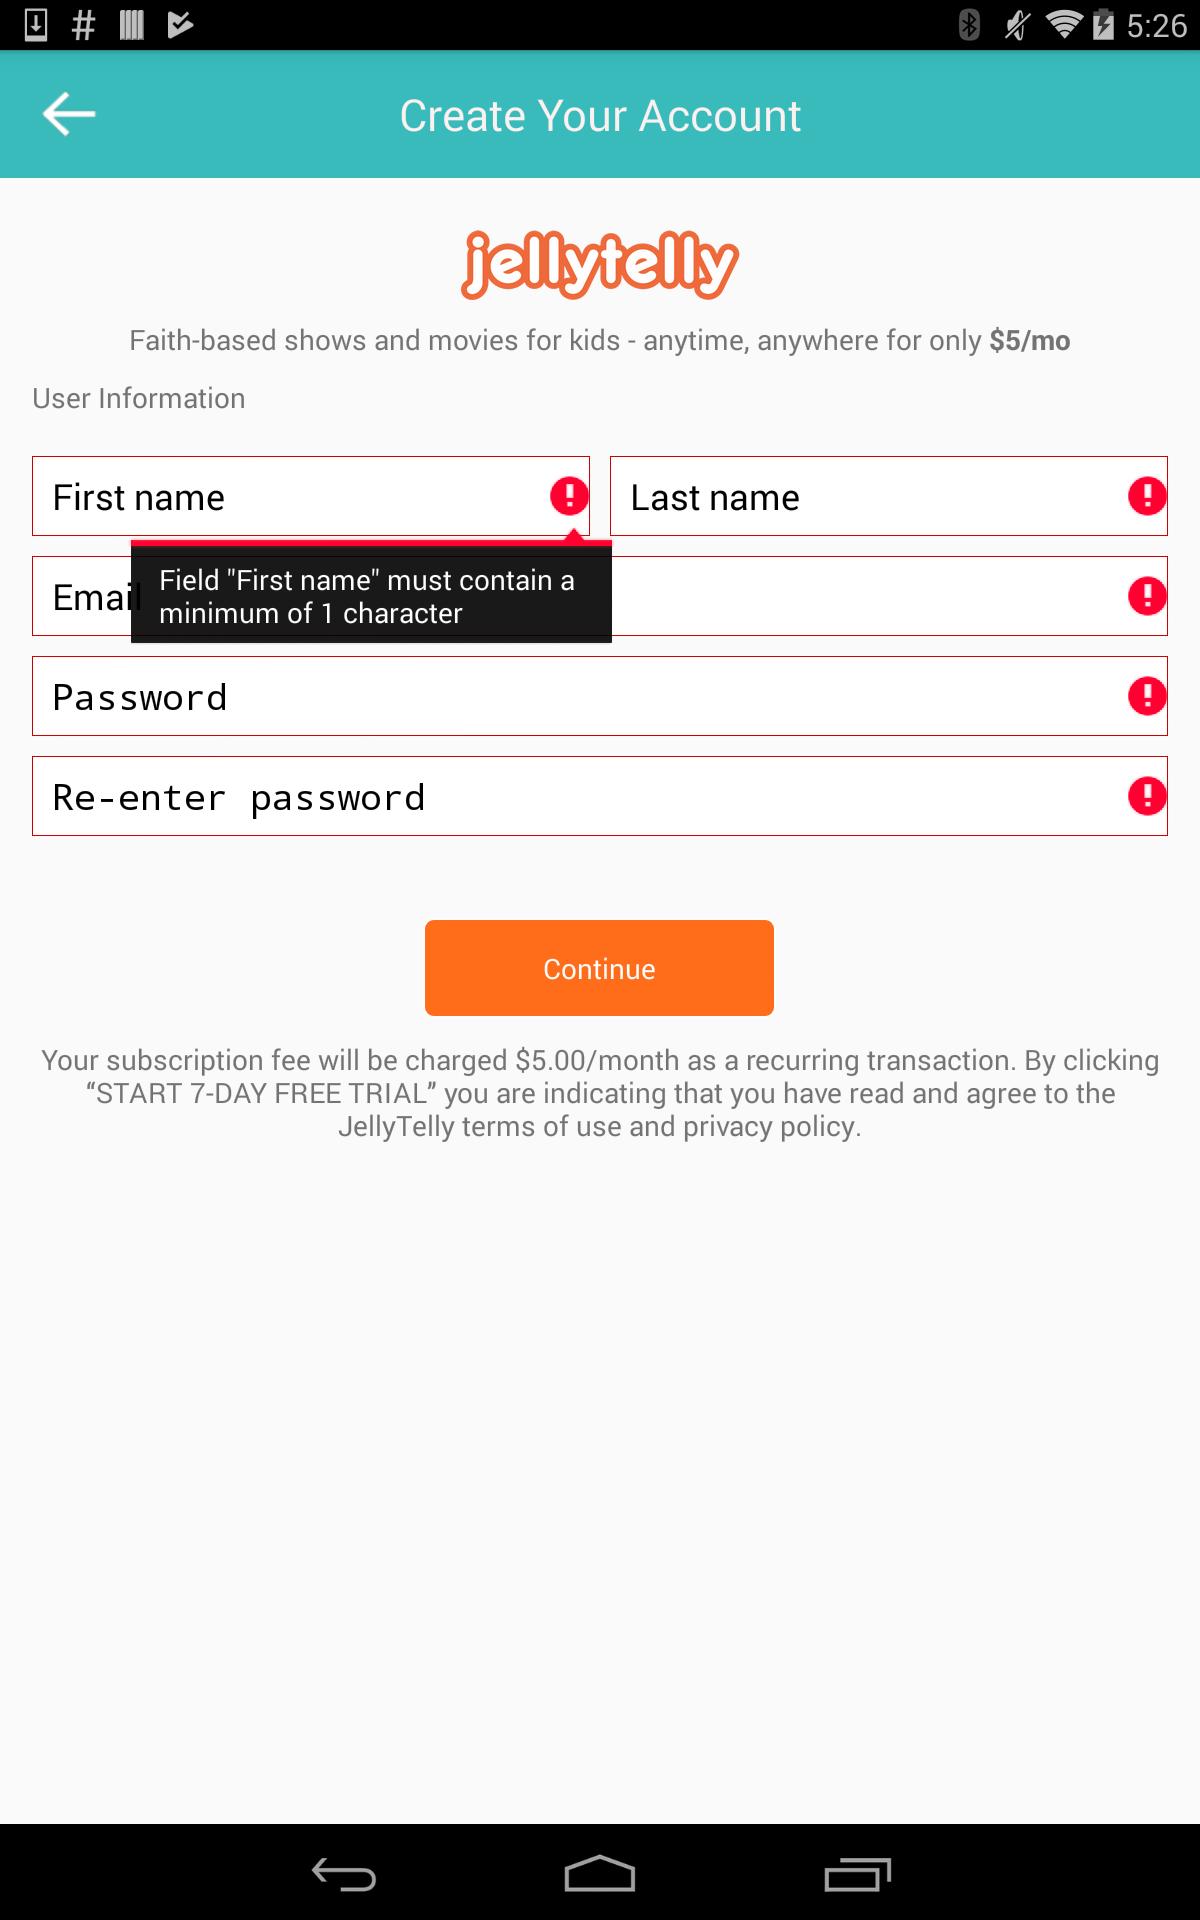 5:26
Create Your Account
jellytelly
Faith-based shows and movies for kids - anytime, anywhere for only $5/mo
User Information
First name
Last name
Field "First name" must contain a
minimum of 1 character
Email
Password
Re-enter password
Continue
Your subscription fee will be charged $5.00/month as a recurring transaction. By clicking
“START 7-DAY FREE TRIAL” you are indicating that you have read and agree to the
JellyTelly terms of use and privacy policy.